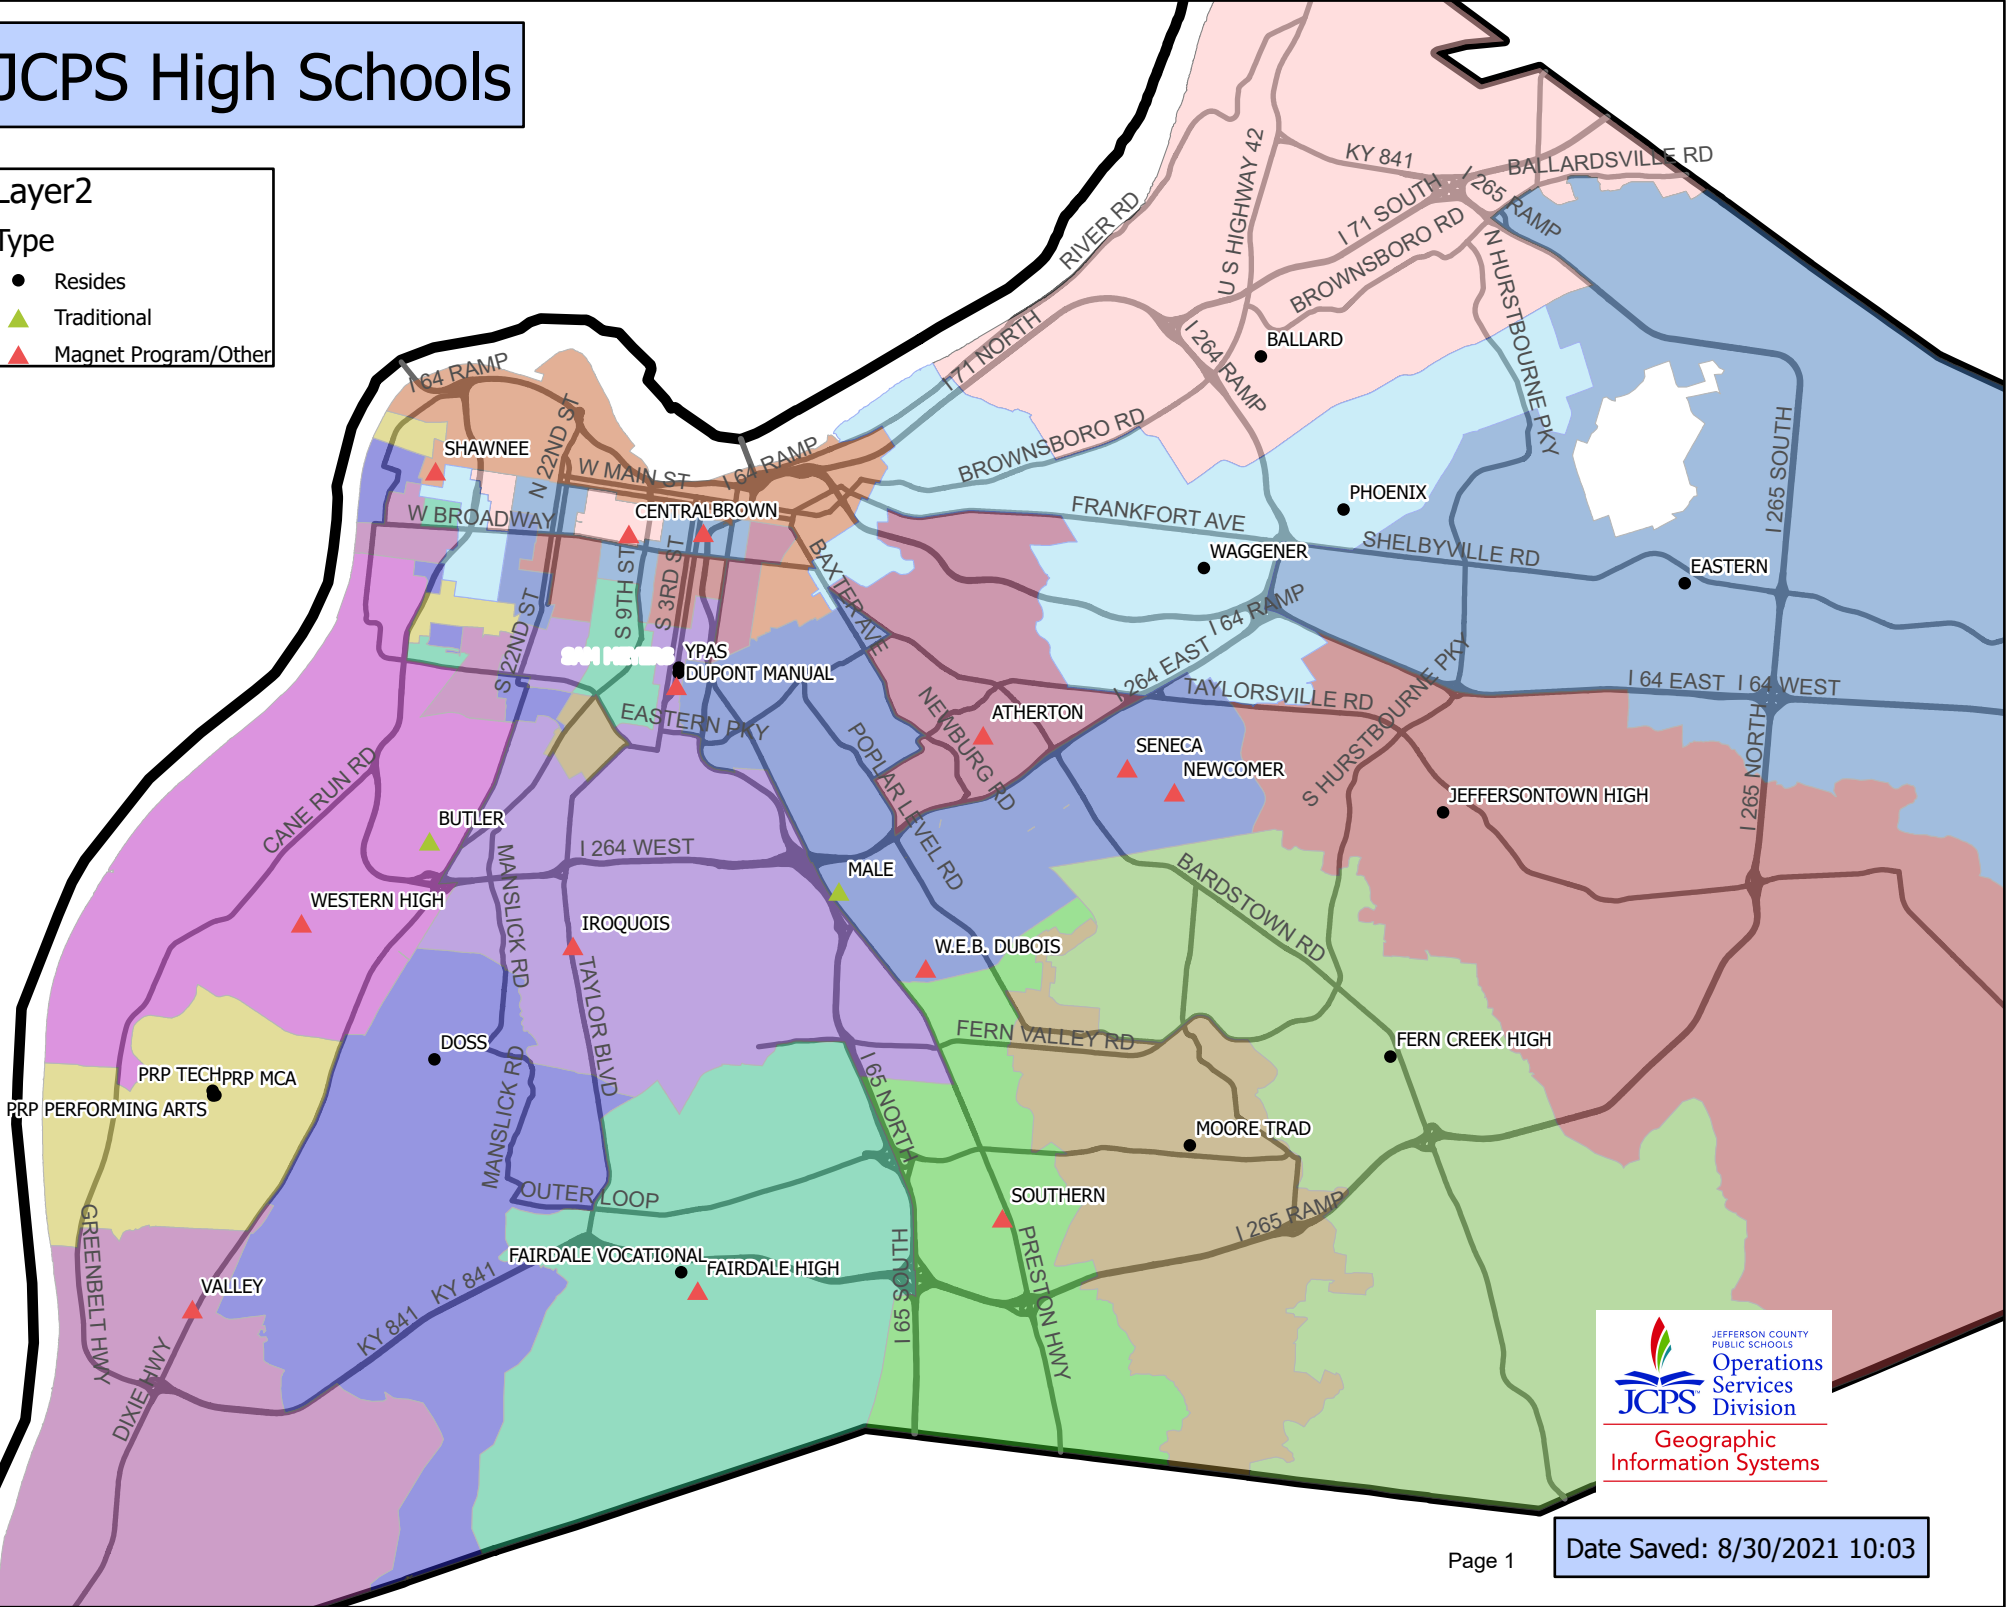 JCPS High Schools
Layer2
Type
Resides
Traditional
Magnet Program/Other
KY 841
BALLARDSVILLE RD
I 265 RAMP
I 71 SOUTH
U S HIGHWAY 42
RIVER RD
BROWNSBORO RD
N HURSTBOURNE PKY
I 71 NORTH
I 264 RAMP
BALLARD
I 64 RAMP
N 22ND ST
SHAWNEE
W MAIN ST
I 64 RAMP
BROWNSBORO RD
I 265 SOUTH
PHOENIX
W BROADWAY
CENTRAL
BROWN
FRANKFORT AVE
SHELBYVILLE RD
WAGGENER
EASTERN
BAXTER AVE
S 9TH ST
S 3RD ST
S 22ND ST
I 64 RAMP
YPAS
DUPONT MANUAL
I 264 EAST
TAYLORSVILLE RD
S HURSTBOURNE PKY
I 64 EAST
I 64 WEST
EASTERN PKY
NEWBURG RD
ATHERTON
POPLAR LEVEL RD
SENECA
NEWCOMER
I 265 NORTH
JEFFERSONTOWN HIGH
CANE RUN RD
BUTLER
I 264 WEST
MANSLICK RD
MALE
BARDSTOWN RD
WESTERN HIGH
IROQUOIS
W.E.B. DUBOIS
TAYLOR BLVD
DOSS
FERN VALLEY RD
FERN CREEK HIGH
PRP TECH
PRP MCA
PRP PERFORMING ARTS
MANSLICK RD
I 65 NORTH
MOORE TRAD
OUTER LOOP
SOUTHERN
I 265 RAMP
GREENBELT HWY
FAIRDALE VOCATIONAL
FAIRDALE HIGH
VALLEY
KY 841
KY 841
I 65 SOUTH
PRESTON HWY
DIXIE HWY
JEFFERSON COUNTY
PUBLIC SCHOOLS
Operations
Services
Division
JCPS™
Geographic
Information Systems
Page 1
Date Saved: 8/30/2021 10:03